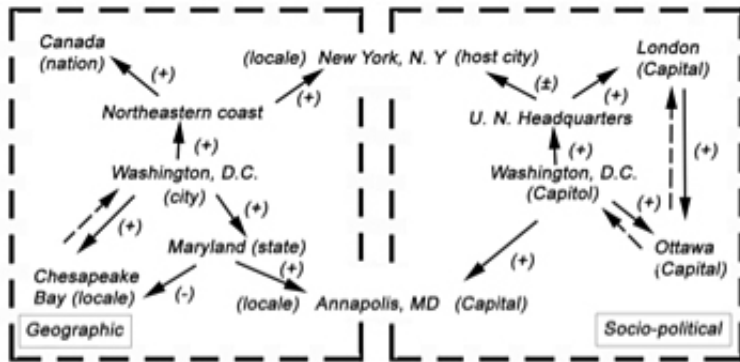 Canada
(nation)
(+)
(locale) New York, N. Y (host city)
(+)
Northeastern coast
(+)
Washington, D.C.
(city)
(+)
(+)
Maryland (state)
Chesapeake
Bay (locale)
(-)
(+)
(locale) Annapolis, MD (Capital)
Geographic
London
(Capital)
(±)
(+)
U. N. Headquarters
(+)
(+)
Washington, D.C.
(Capitol)
(+)
(+)
Ottawa
(Capital)
Socio-political